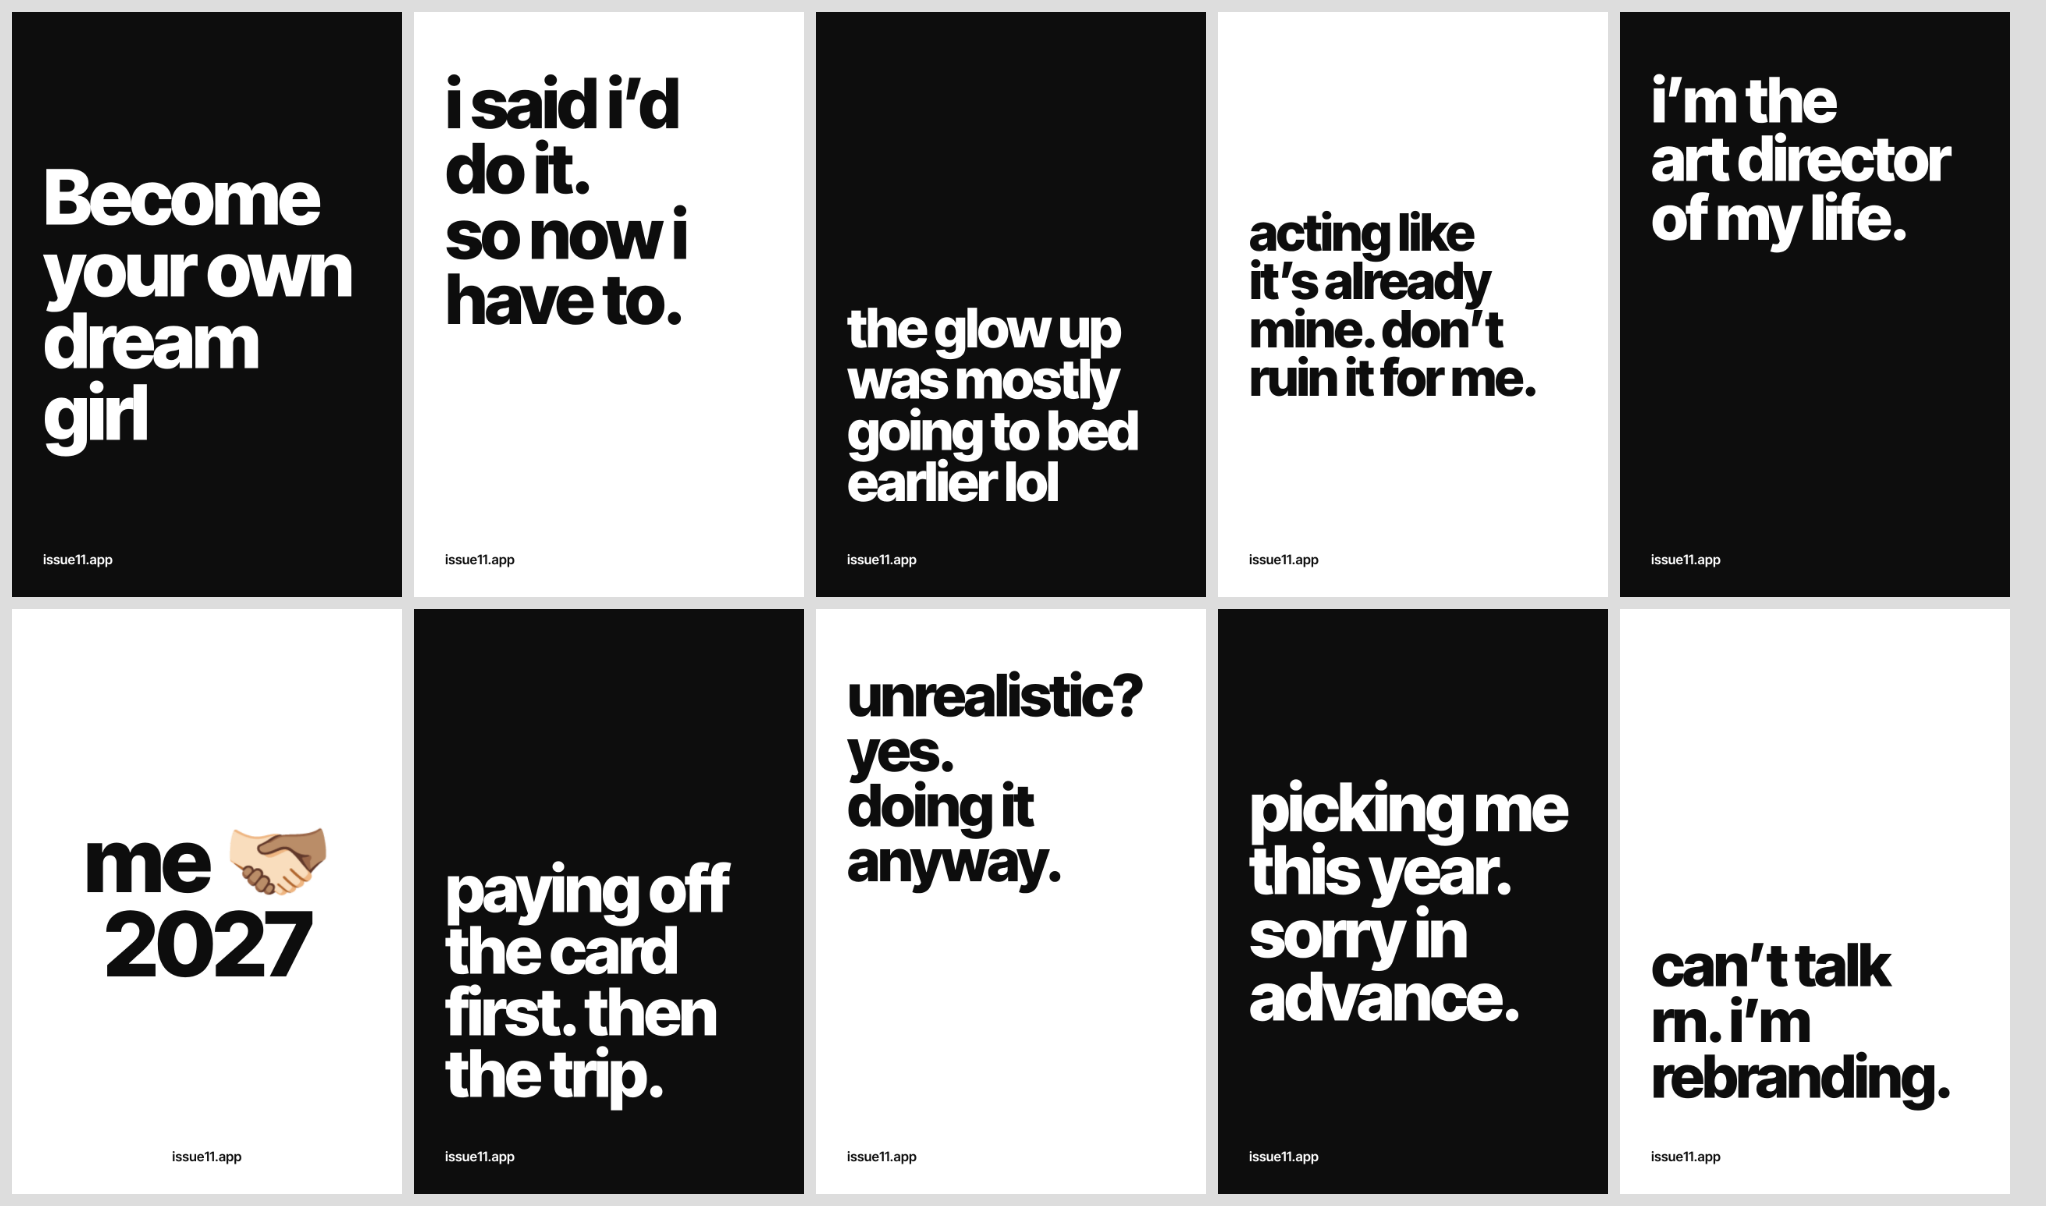 Become
your own
dream
girl
issue11.app
i said i’d
do it.
so now i
have to.
issue11.app
the glow up
was mostly
going to bed
earlier lol
issue11.app
acting like
it’s already
mine. don’t
ruin it for me.
issue11.app
i’m the
art director
of my life.
issue11.app
me 🫱🏻‍🫲🏽
2027
issue11.app
paying off
the card
first. then
the trip.
issue11.app
unrealistic?
yes.
doing it
anyway.
issue11.app
picking me
this year.
sorry in
advance.
issue11.app
can’t talk
rn. i’m
rebranding.
issue11.app